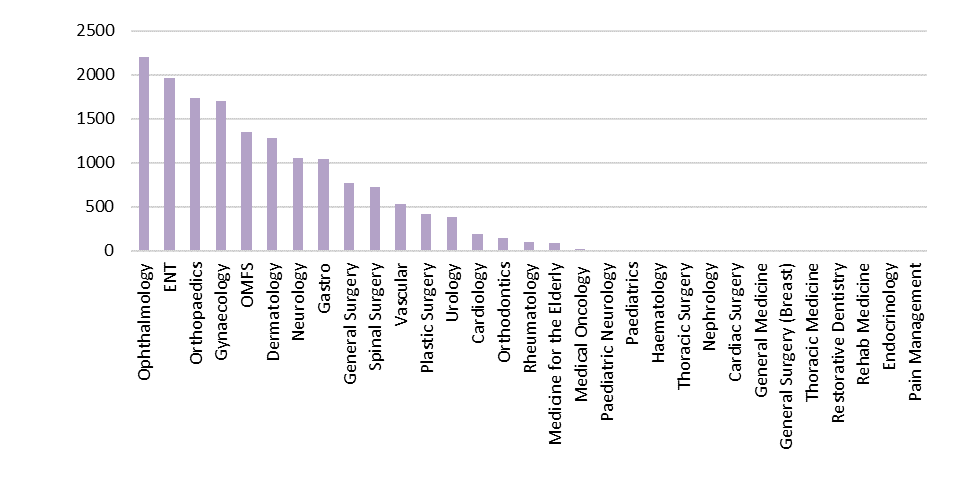 2500
2000
1500
1000
500
0
Ophthalmology
ENT
Orthopaedics
Gynaecology
OMFS
Dermatology
Neurology
Gastro
General Surgery
Spinal Surgery
Vascular
Plastic Surgery
Urology
Cardiology
Orthodontics
Rheumatology
Medicine for the Elderly
Medical Oncology
Paediatric Neurology
Paediatrics
Haematology
Thoracic Surgery
Nephrology
Cardiac Surgery
General Medicine
General Surgery (Breast)
Thoracic Medicine
Restorative Dentistry
Rehab Medicine
Endocrinology
Pain Management